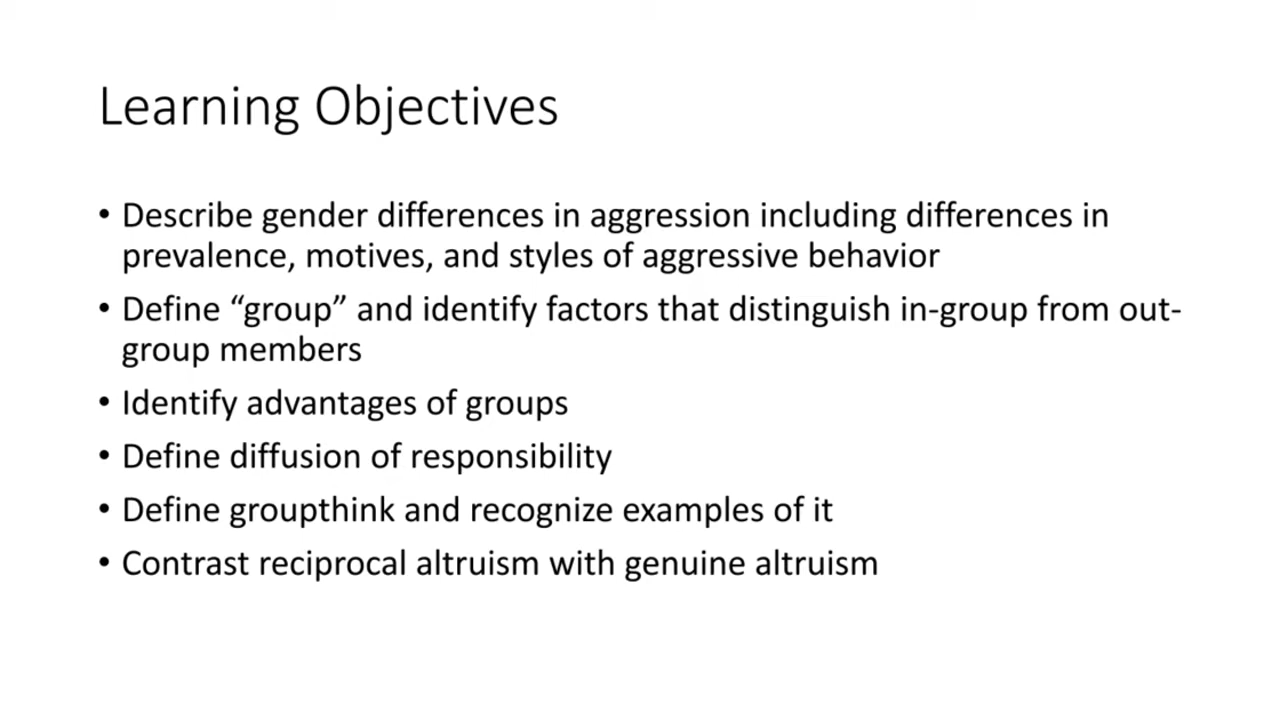 Learning Objectives
• Describe gender differences in aggression including differences in
prevalence, motives, and styles of aggressive behavior
• Define “group” and identify factors that distinguish in-group from out-
group members
• Identify advantages of groups
• Define diffusion of responsibility
• Define groupthink and recognize examples of it
• Contrast reciprocal altruism with genuine altruism